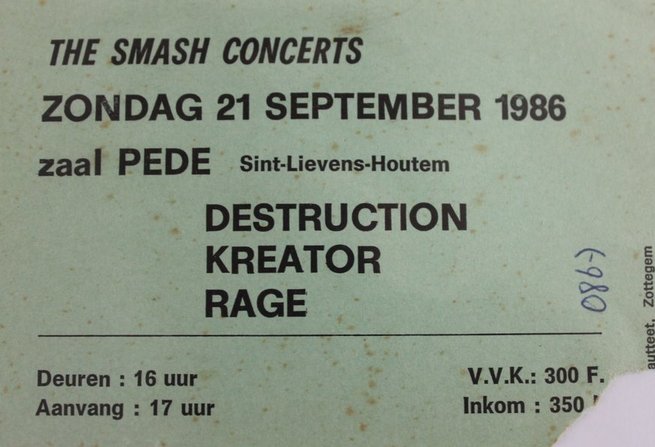 THE SMASH CONCERTS
ZONDAG 21 SEPTEMBER 1986
zaal PEDE Sint-Lievens-Houtem
DESTRUCTION
KREATOR
RAGE
Deuren : 16 uur
Aanvang : 17 uur
V.V.K.: 300 F.
Inkom : 350
Zottegem